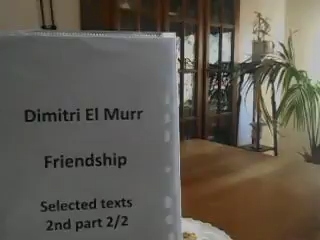 Dimitri El Murr
Friendship
Selected texts
2nd part 2/2